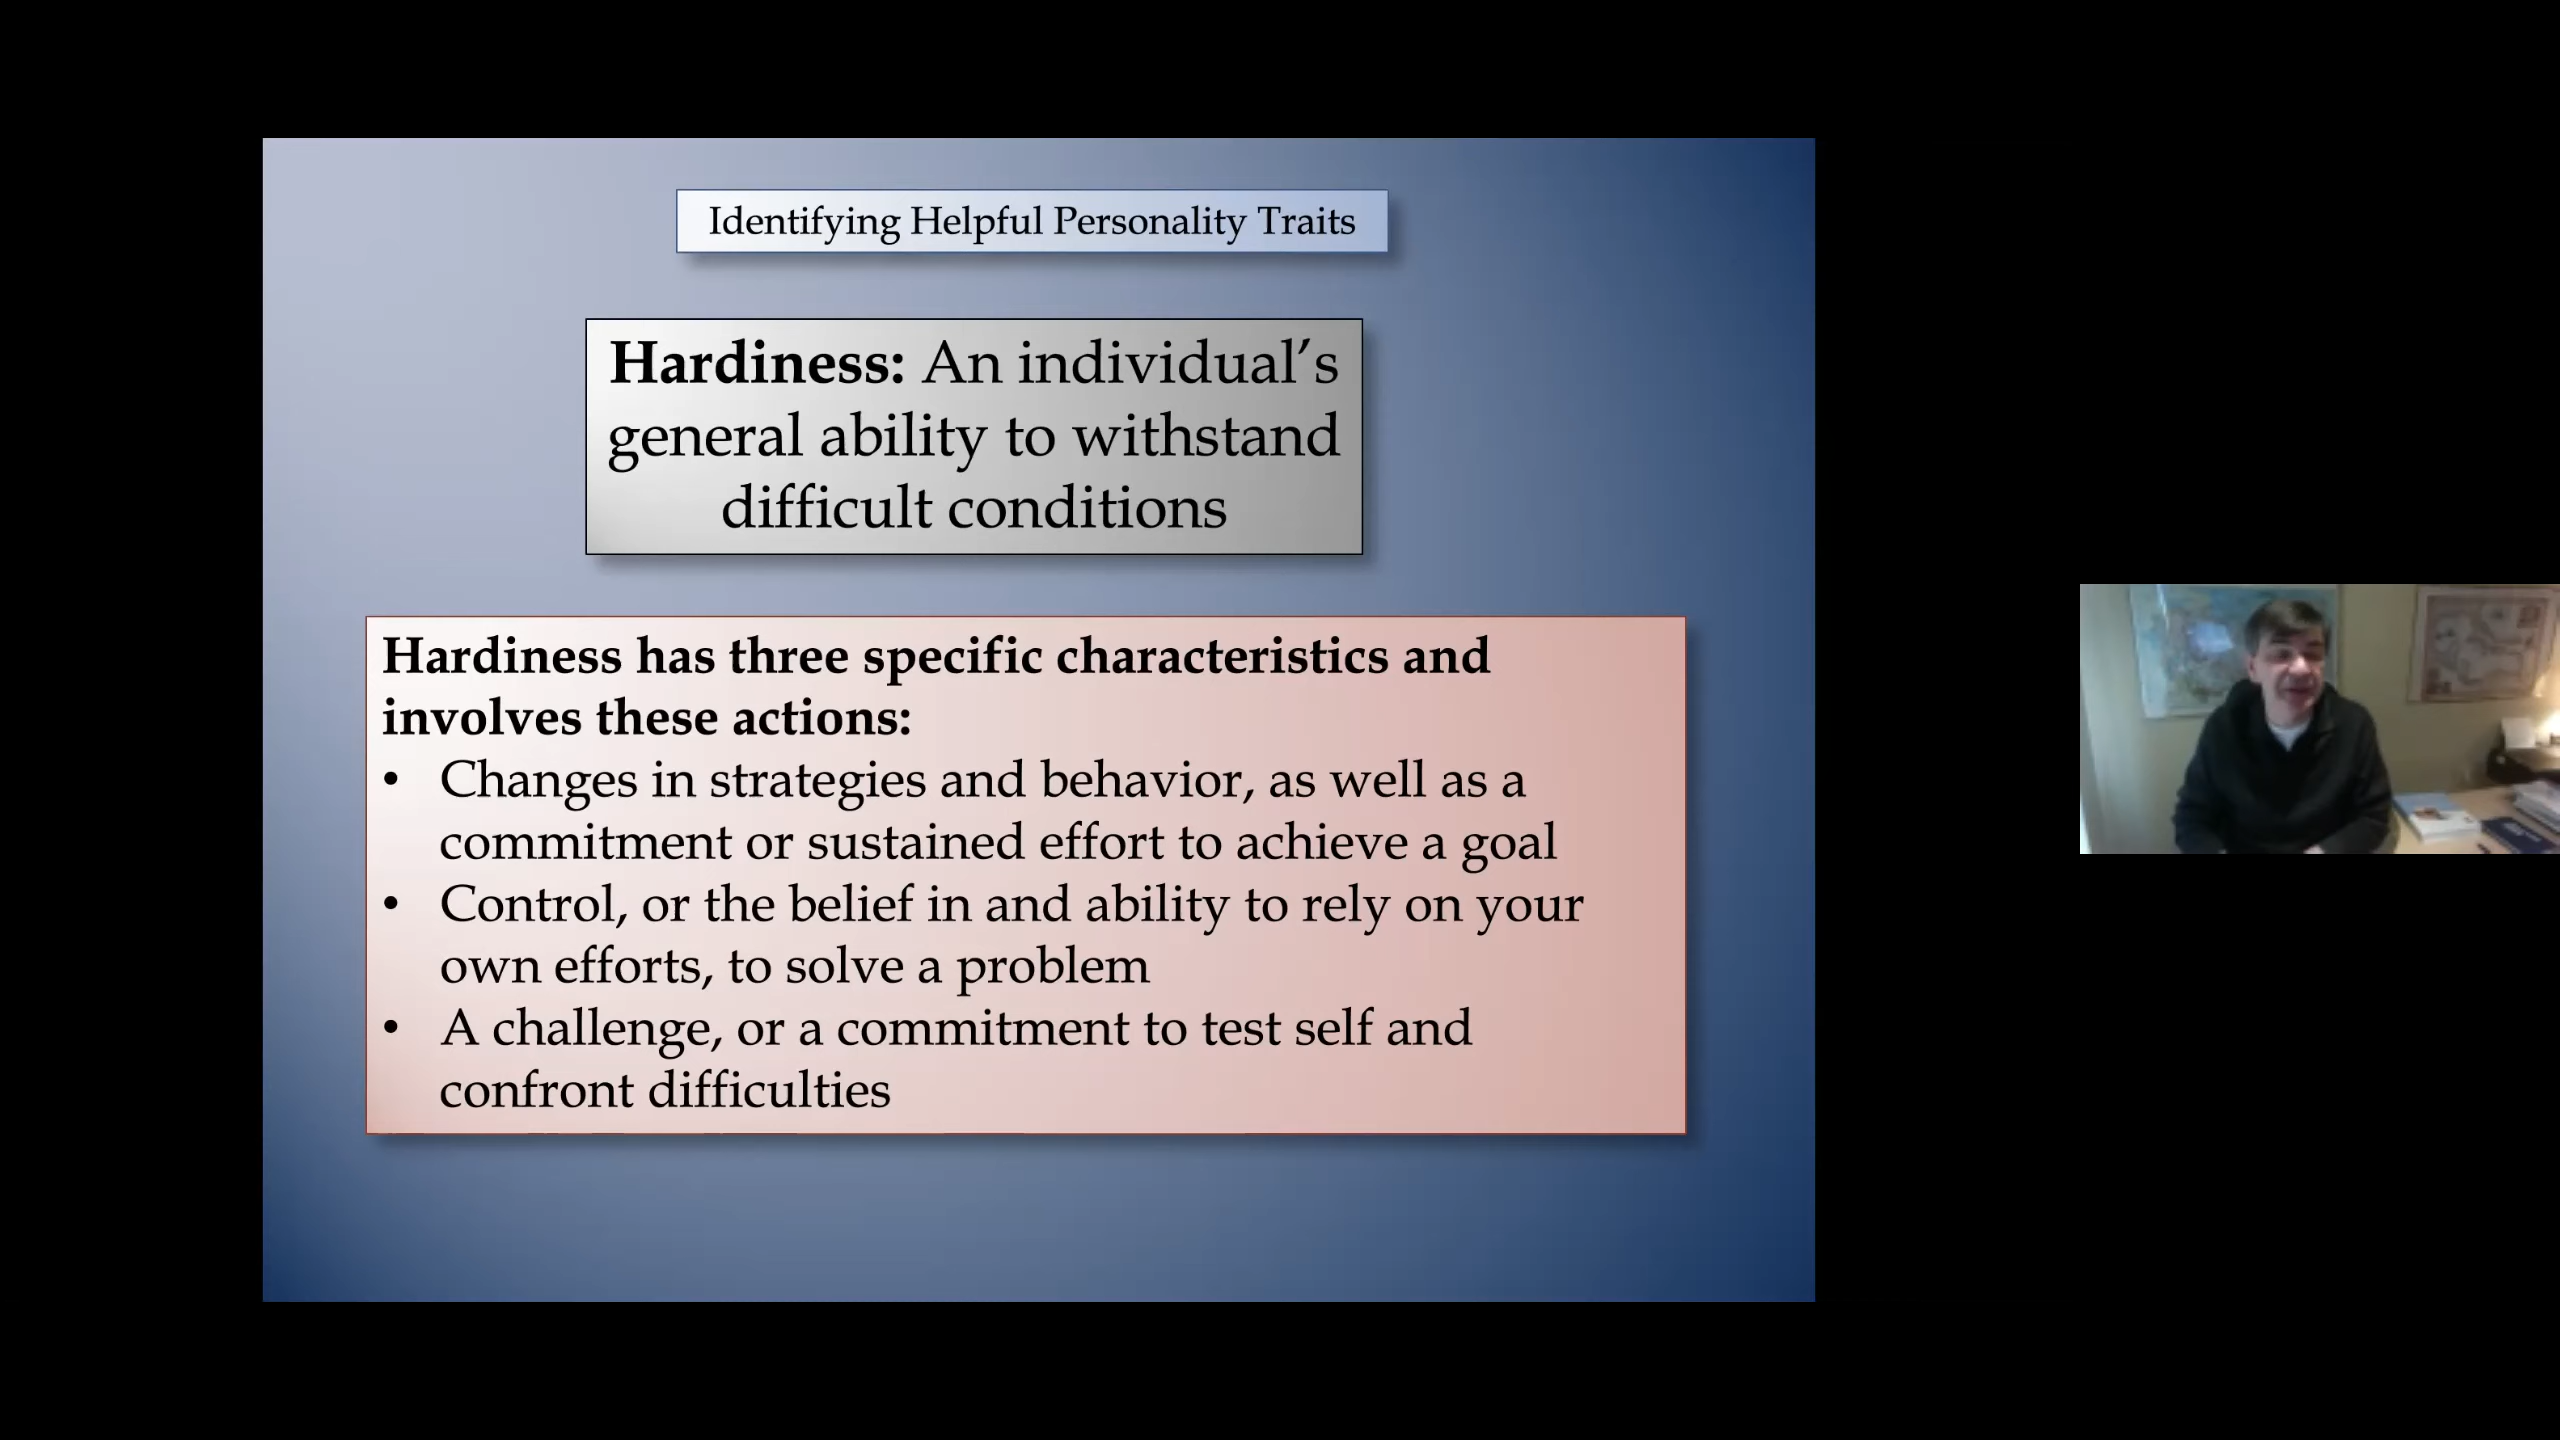 Identifying Helpful Personality Traits
Hardiness: An individual’s
general ability to withstand
difficult conditions
Hardiness has three specific characteristics and
involves these actions:
• Changes in strategies and behavior, as well as a
commitment or sustained effort to achieve a goal
• Control, or the belief in and ability to rely on your
own efforts, to solve a problem
• A challenge, or a commitment to test self and
confront difficulties